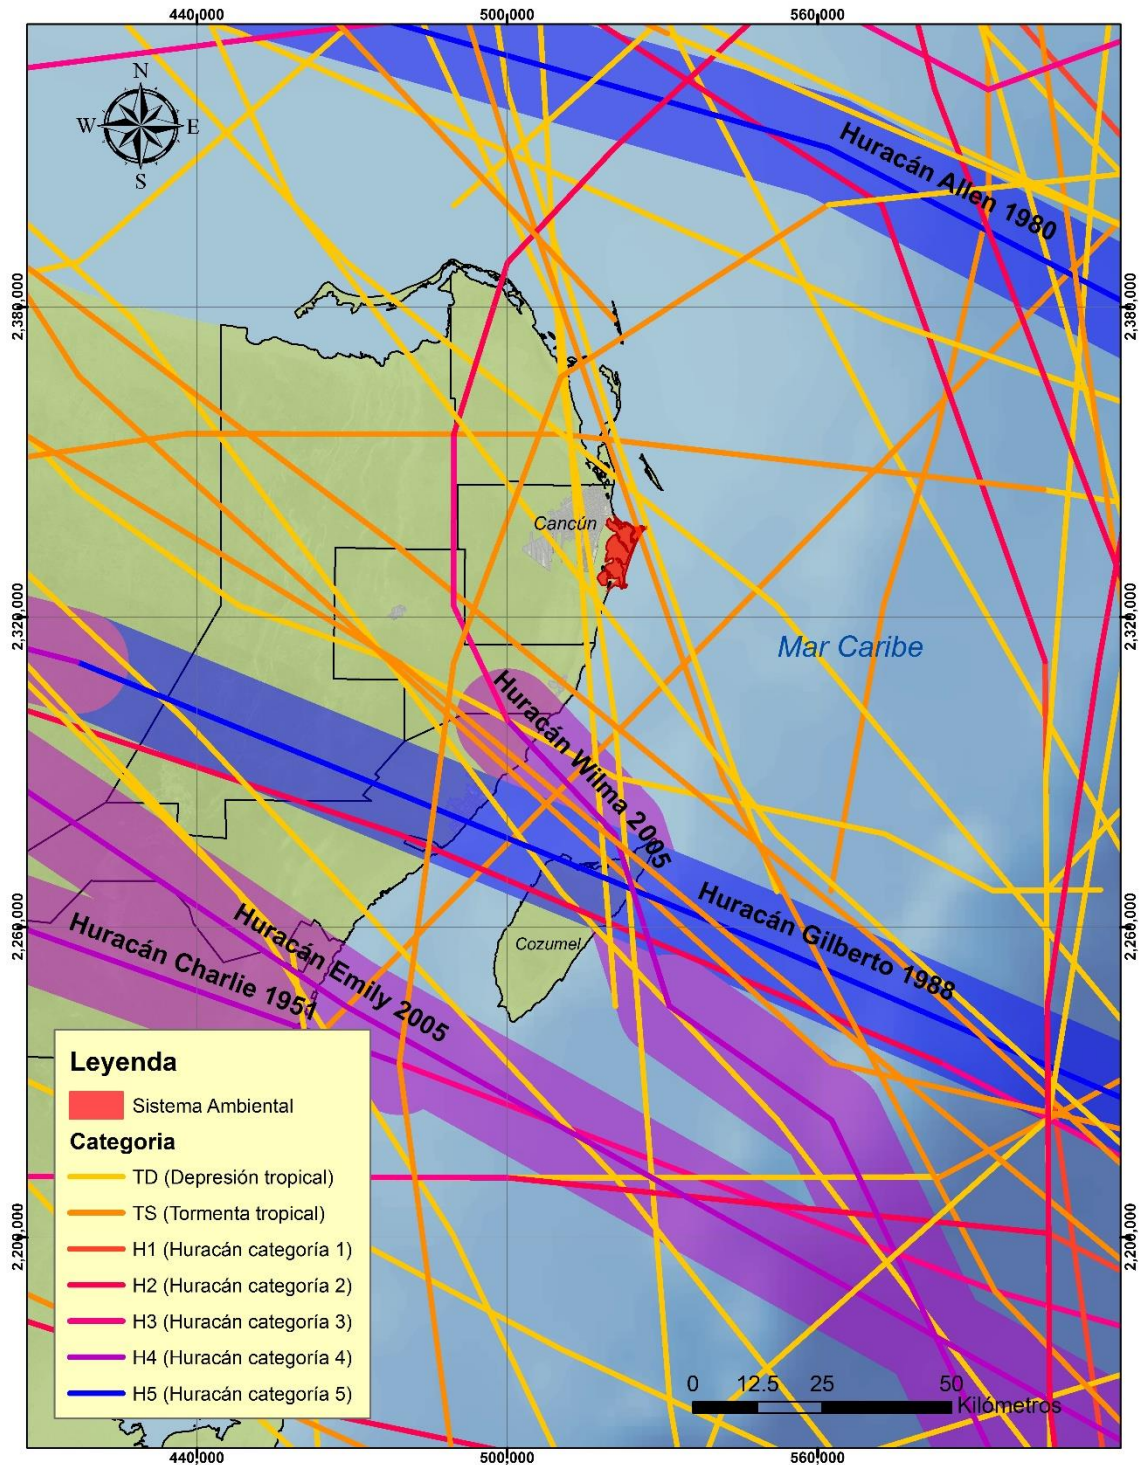 440,000
500,000
560,000
N
W
E
S
Huracán Allen 1980
2,380,000
2,380,000
Cancún
2,320,000
2,320,000
Mar Caribe
Huracán Wilma 2005
Huracán Gilberto 1988
2,260,000
2,260,000
Cozumel
Huracán Emily 2005
Huracán Charlie 1951
Leyenda
Sistema Ambiental
Categoria
TD (Depresión tropical)
TS (Tormenta tropical)
H1 (Huracán categoría 1)
H2 (Huracán categoría 2)
H3 (Huracán categoría 3)
H4 (Huracán categoría 4)
H5 (Huracán categoría 5)
2,200,000
2,200,000
0 12.5 25 50
Kilómetros
440,000
500,000
560,000